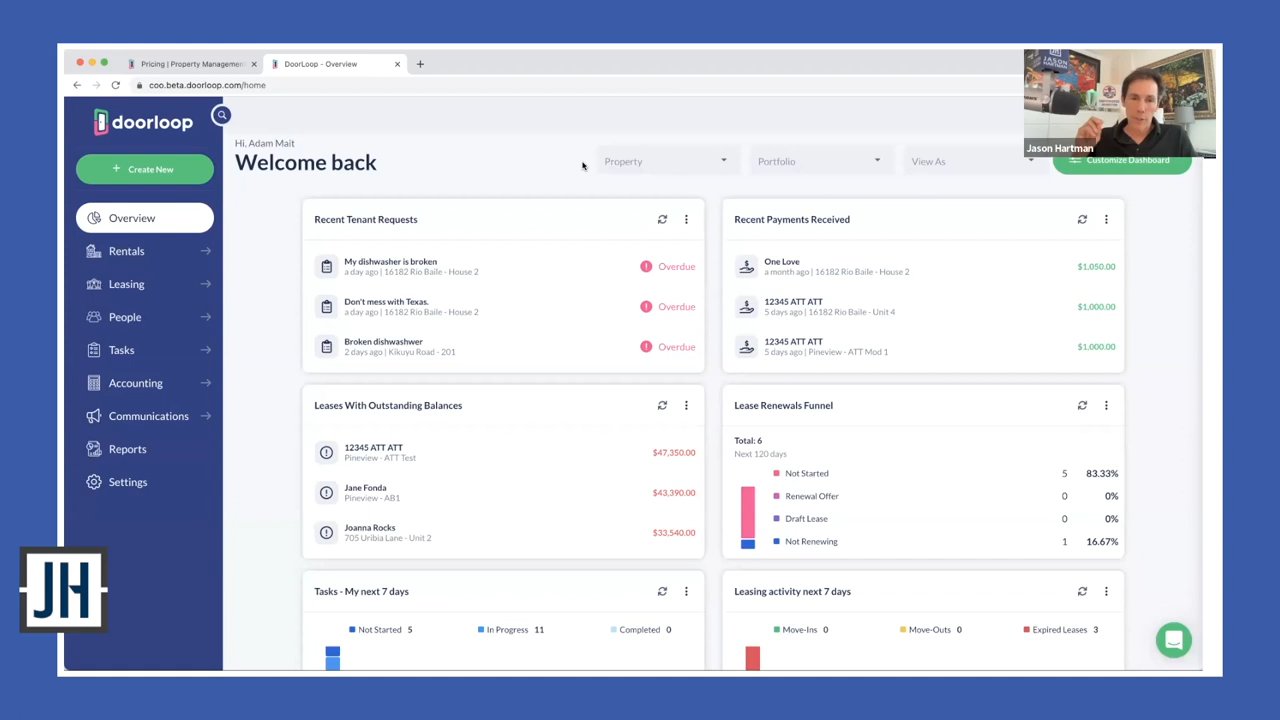 Pricing | Property Management
DoorLoop - Overview
coo.beta.doorloop.com/home
doorloop
Create New
Overview
Rentals
Leasing
People
Tasks
Accounting
Communications
Reports
Settings
Hi, Adam Mait
Welcome back
Property
Portfolio
View As
Customize Dashboard
JASON
HARTMAN
Jason Hartman
Recent Tenant Requests
My dishwasher is broken
a day ago | 16182 Rio Baile - House 2
Overdue
Don't mess with Texas.
a day ago | 16182 Rio Baile - House 2
Overdue
Broken dishwashwer
2 days ago | Kikuyu Road - 201
Overdue
Recent Payments Received
One Love
a month ago | 16182 Rio Baile - House 2
$1,050.00
12345 ATT ATT
5 days ago | 16182 Rio Baile - Unit 4
$1,000.00
12345 ATT ATT
5 days ago | Pineview - ATT Mod 1
$1,000.00
Leases With Outstanding Balances
12345 ATT ATT
Pineview - ATT Test
$47,350.00
Jane Fonda
Pineview - AB1
$43,390.00
Joanna Rocks
705 Uribia Lane - Unit 2
$33,540.00
Lease Renewals Funnel
Total: 6
Next 120 days
Not Started 5 83.33%
Renewal Offer 0 0%
Draft Lease 0 0%
Not Renewing 1 16.67%
Tasks - My next 7 days
Not Started 5 In Progress 11 Completed 0
Leasing activity next 7 days
Move-Ins 0 Move-Outs 0 Expired Leases 3
JH